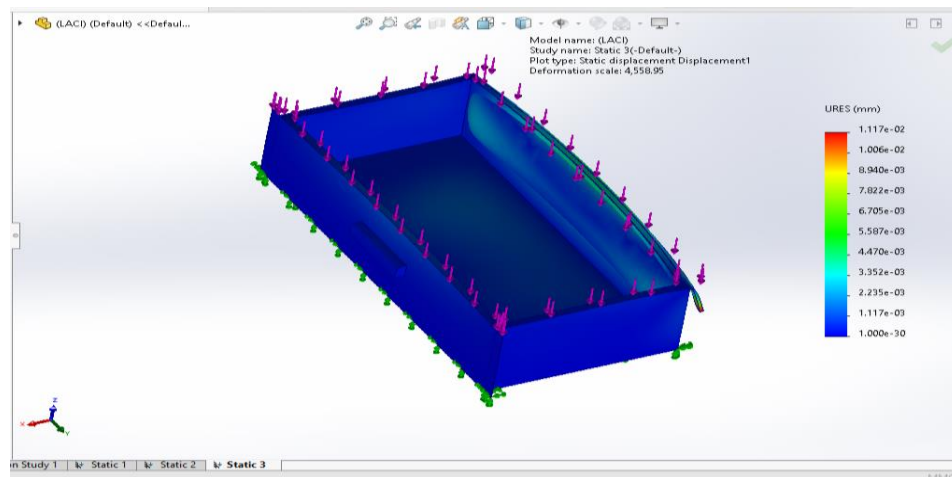 (LACI) (Default) <<Defaul...
Model name: (LACI)
Study name: Static 3(-Default-)
Plot type: Static displacement Displacement1
Deformation scale: 4,558.95
URES (mm)
1.117e-02
1.006e-02
8.940e-03
7.822e-03
6.705e-03
5.587e-03
4.470e-03
3.352e-03
2.235e-03
1.117e-03
1.000e-30
Z
X
Y
n Study 1 Static 1 Static 2 Static 3